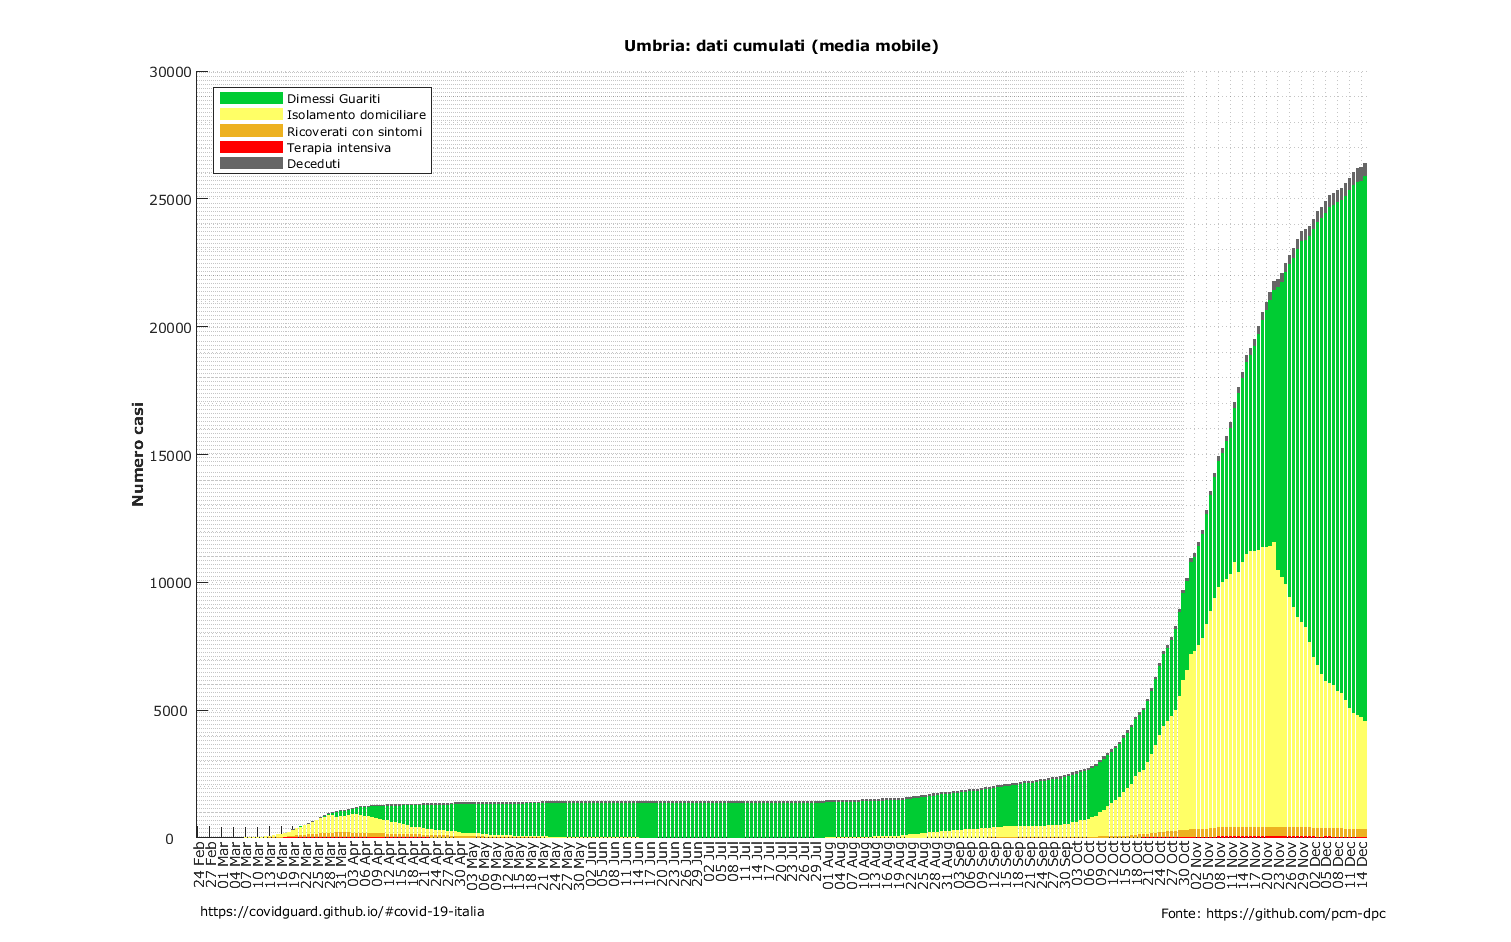 Umbria: dati cumulati (media mobile)
30000
25000
20000
15000
10000
5000
0
Numero casi
Dimessi Guariti
Isolamento domiciliare
Ricoverati con sintomi
Terapia intensiva
Deceduti
24 Feb
27 Feb
01 Mar
04 Mar
07 Mar
10 Mar
13 Mar
16 Mar
19 Mar
22 Mar
25 Mar
28 Mar
31 Mar
03 Apr
06 Apr
09 Apr
12 Apr
15 Apr
18 Apr
21 Apr
24 Apr
27 Apr
30 Apr
03 May
06 May
09 May
12 May
15 May
18 May
21 May
24 May
27 May
30 May
02 Jun
05 Jun
08 Jun
11 Jun
14 Jun
17 Jun
20 Jun
23 Jun
26 Jun
29 Jun
02 Jul
05 Jul
08 Jul
11 Jul
14 Jul
17 Jul
20 Jul
23 Jul
26 Jul
29 Jul
01 Aug
04 Aug
07 Aug
10 Aug
13 Aug
16 Aug
19 Aug
22 Aug
25 Aug
28 Aug
31 Aug
03 Sep
06 Sep
09 Sep
12 Sep
15 Sep
18 Sep
21 Sep
24 Sep
27 Sep
30 Sep
03 Oct
06 Oct
09 Oct
12 Oct
15 Oct
18 Oct
21 Oct
24 Oct
27 Oct
30 Oct
02 Nov
05 Nov
08 Nov
11 Nov
14 Nov
17 Nov
20 Nov
23 Nov
26 Nov
29 Nov
02 Dec
05 Dec
08 Dec
11 Dec
14 Dec
https://covidguard.github.io/#covid-19-italia
Fonte: https://github.com/pcm-dpc